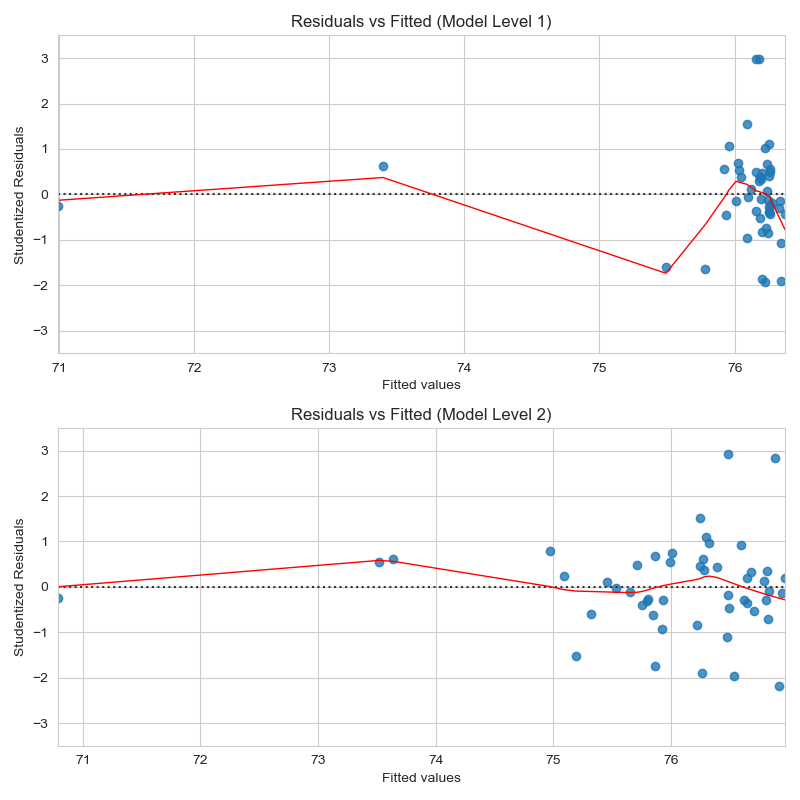 Residuals vs Fitted (Model Level 1)
3
2
1
0
−1
−2
−3
Studentized Residuals
71 72 73 74 75 76
Fitted values
Residuals vs Fitted (Model Level 2)
3
2
1
0
−1
−2
−3
Studentized Residuals
71 72 73 74 75 76
Fitted values